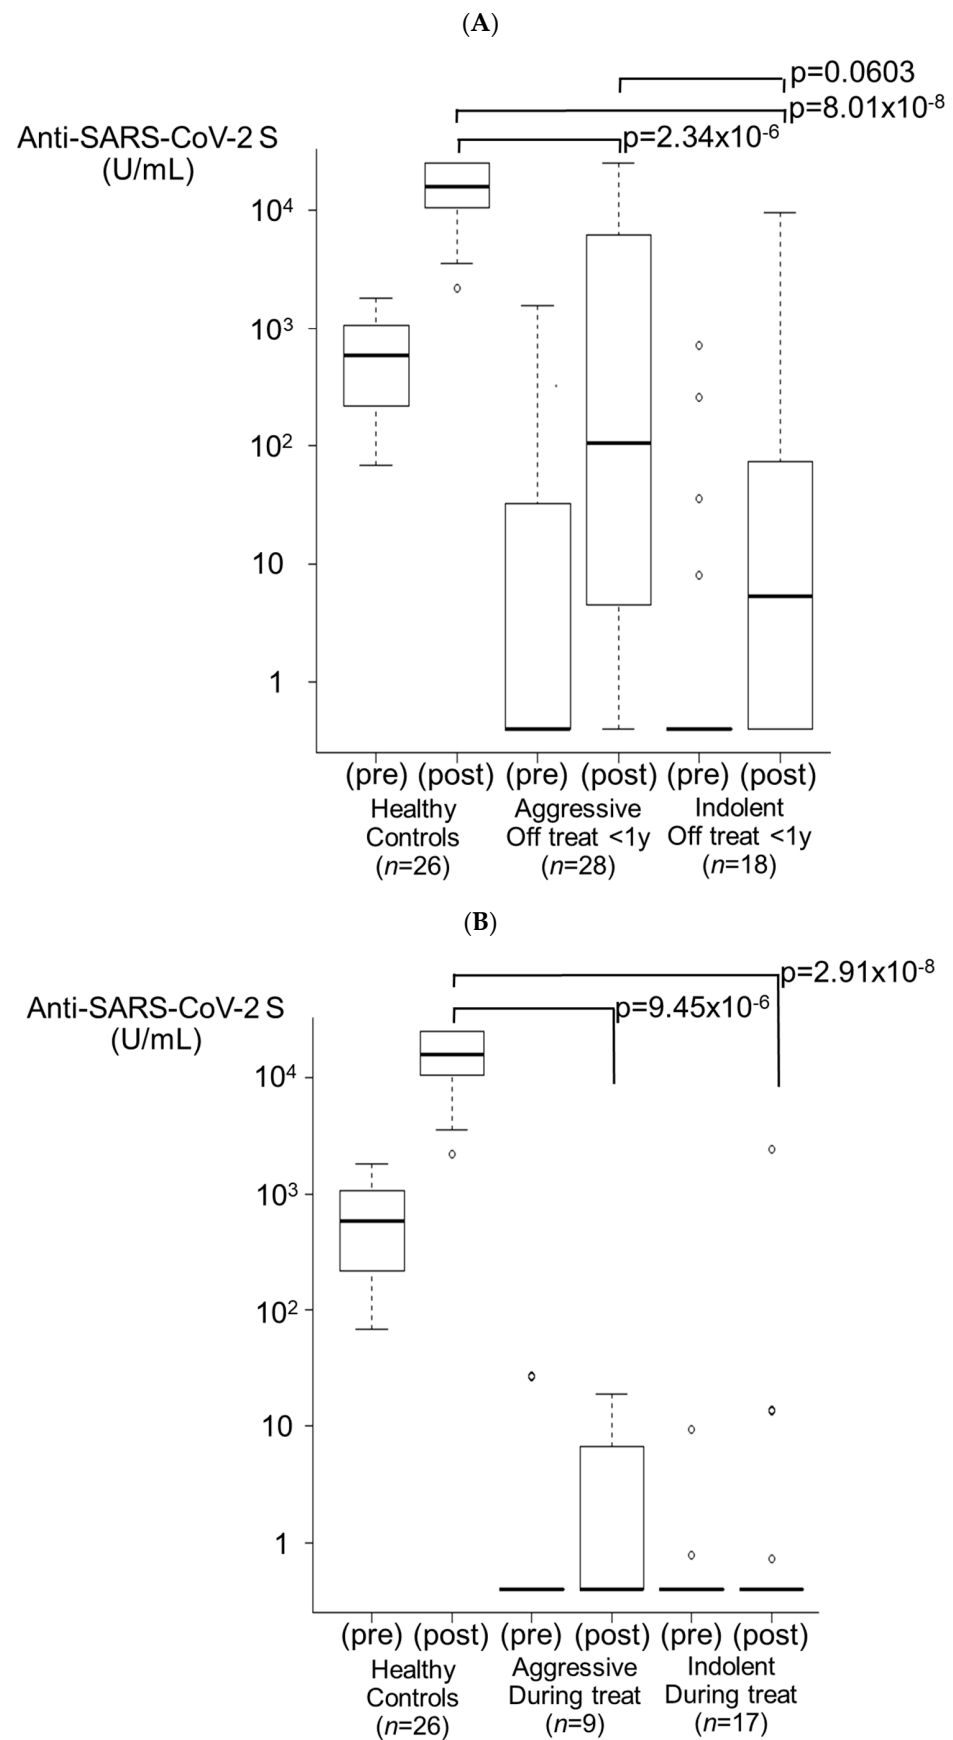 (A)
p=0.0603
p=8.01x10-8
Anti-SARS-CoV-2 S
(U/mL)
p=2.34x10-6
104
103
102
10
1
(pre) (post) (pre) (post) (pre) (post)
Healthy Aggressive Indolent
Controls Off treat <1y Off treat <1y
(n=26) (n=28) (n=18)
(B)
p=2.91x10-8
Anti-SARS-CoV-2 S
(U/mL)
p=9.45x10-6
104
103
102
10
1
(pre) (post) (pre) (post) (pre) (post)
Healthy Aggressive Indolent
Controls During treat During treat
(n=26) (n=9) (n=17)